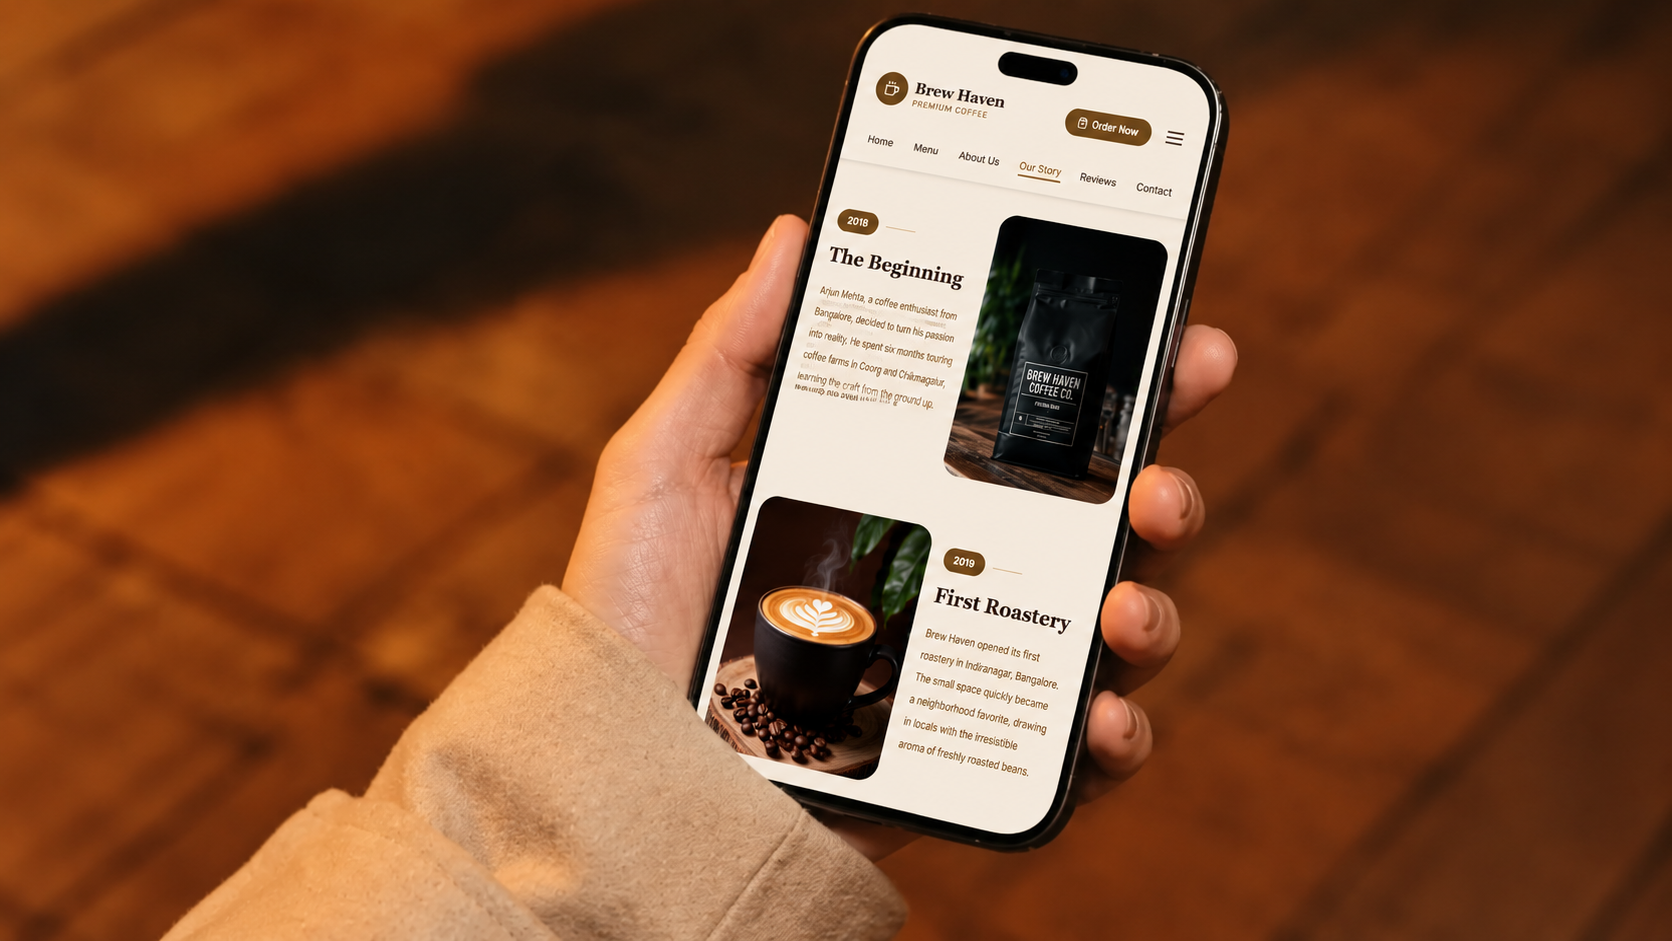 Brew Haven
PREMIUM COFFEE
Order Now
Home Menu About Us Our Story Reviews Contact
2018
The Beginning
Arjun Mehta, a coffee enthusiast from
Bangalore, decided to turn his passion
into reality. He spent six months touring
coffee farms in Coorg and Chikmagalur,
learning the craft from the ground up.
BREW HAVEN
COFFEE CO.
2019
First Roastery
Brew Haven opened its first
roastery in Indiranagar, Bangalore.
The small space quickly became
a neighborhood favorite, drawing
in locals with the irresistible
aroma of freshly roasted beans.